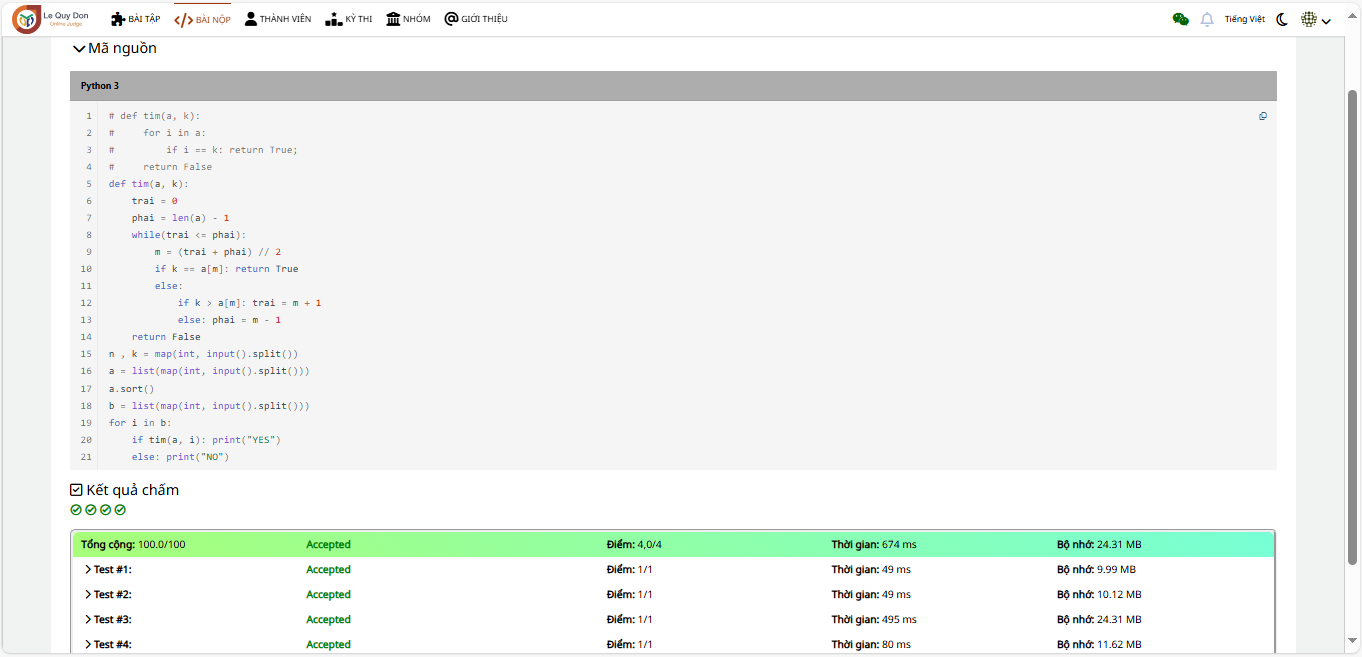 Le Quy Don
Online Judge
BÀI TẬP
BÀI NỘP
THÀNH VIÊN
KỲ THI
NHÓM
GIỚI THIỆU
Tiếng Việt
Mã nguồn
Python 3
1 # def tim(a, k):
2 #     for i in a:
3 #         if i == k: return True;
4 #     return False
5 def tim(a, k):
6     trai = 0
7     phai = len(a) - 1
8     while(trai <= phai):
9         m = (trai + phai) // 2
10         if k == a[m]: return True
11         else:
12             if k > a[m]: trai = m + 1
13             else: phai = m - 1
14     return False
15 n , k = map(int, input().split())
16 a = list(map(int, input().split()))
17 a.sort()
18 b = list(map(int, input().split()))
19 for i in b:
20     if tim(a, i): print("YES")
21     else: print("NO")
Kết quả chấm
Tổng cộng: 100.0/100 Accepted Điểm: 4,0/4 Thời gian: 674 ms Bộ nhớ: 24.31 MB
Test #1: Accepted Điểm: 1/1 Thời gian: 49 ms Bộ nhớ: 9.99 MB
Test #2: Accepted Điểm: 1/1 Thời gian: 49 ms Bộ nhớ: 10.12 MB
Test #3: Accepted Điểm: 1/1 Thời gian: 495 ms Bộ nhớ: 24.31 MB
Test #4: Accepted Điểm: 1/1 Thời gian: 80 ms Bộ nhớ: 11.62 MB